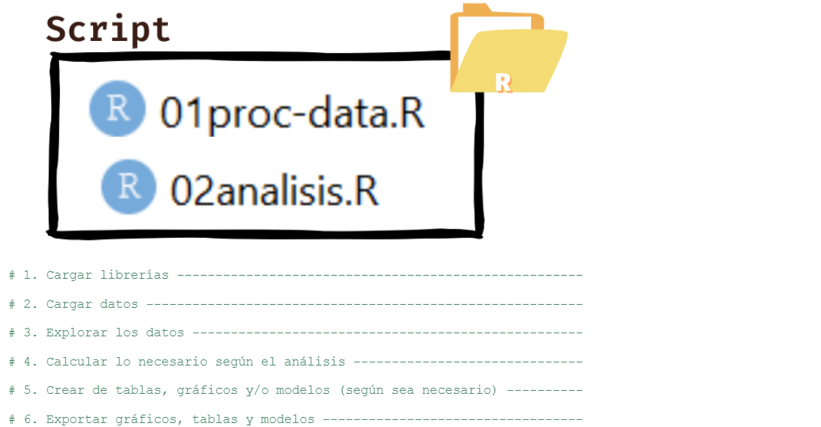 Script
R
R 01proc-data.R
R 02analisis.R
# 1. Cargar librerías -----------------------------------------------------
# 2. Cargar datos ---------------------------------------------------------
# 3. Explorar los datos ---------------------------------------------------
# 4. Calcular lo necesario según el análisis ------------------------------
# 5. Crear de tablas, gráficos y/o modelos (según sea necesario) ----------
# 6. Exportar gráficos, tablas y modelos ----------------------------------